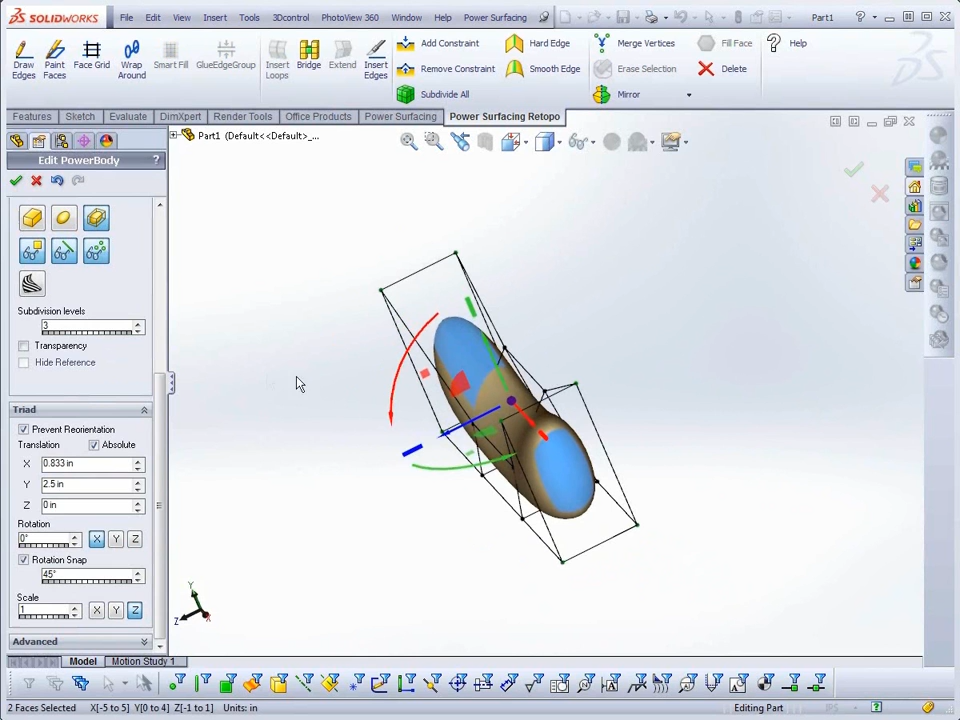 SOLIDWORKS File Edit View Insert Tools 3Dcontrol PhotoView 360 Window Help Power Surfacing Part1
Draw Edges Paint Faces Face Grid Wrap Around Smart Fill GlueEdgeGroup Insert Loops Bridge Extend Insert Edges
Add Constraint Hard Edge Merge Vertices Fill Face Help
Remove Constraint Smooth Edge Erase Selection Delete
Subdivide All Mirror
Features Sketch Evaluate DimXpert Render Tools Office Products Power Surfacing Power Surfacing Retopo
Part1 (Default<<Default>_...
Edit PowerBody ?
Subdivision levels
3
Transparency
Hide Reference
Triad
Prevent Reorientation
Translation Absolute
X 0.833 in
Y 2.5 in
Z 0 in
Rotation
0° X Y Z
Rotation Snap
45°
Scale
1 X Y Z
Advanced
Y
Z X
Model Motion Study 1
2 Faces Selected X[-5 to 5] Y[0 to 4] Z[-1 to 1] Units: in Editing Part IPS